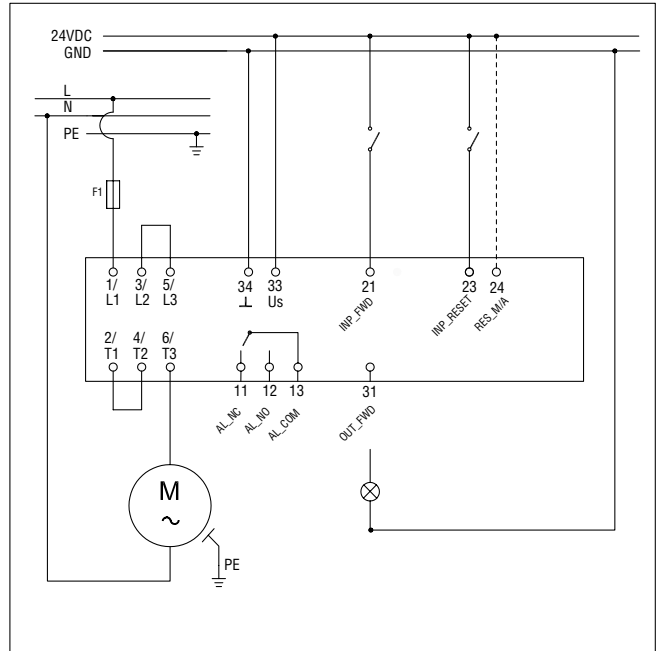 24VDC
GND
L
N
PE
F1
1/ 3/ 5/ 34 33 21 23 24
L1 L2 L3 ⊥ Us INP_FWD INP_RESET RES_M/A
2/ 4/ 6/
T1 T2 T3
11 12 13 31
AL_NC AL_NO AL_COM OUT_FWD
M
~
PE